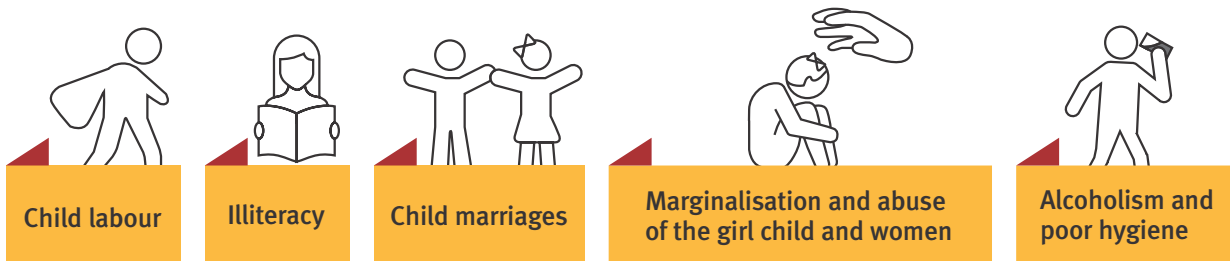 Child labour
Illiteracy
Child marriages
Marginalisation and abuse
of the girl child and women
Alcoholism and
poor hygiene